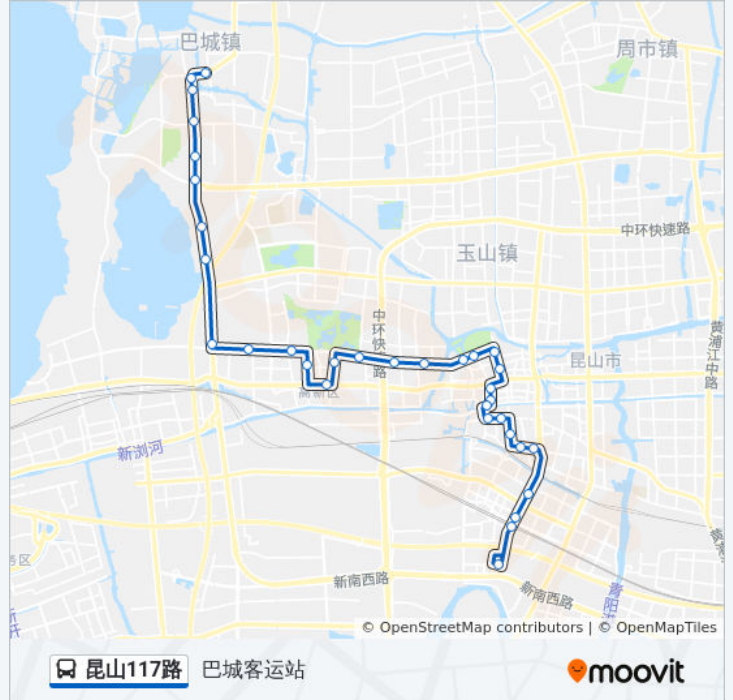 巴城镇
周市镇
中环快速路
玉山镇
中环快
路
黄浦江中路
昆山市
高新区
新浏河
务区
新南西路
新南西路
© OpenStreetMap contributors | © OpenMapTiles
昆山117路
巴城客运站
moovit